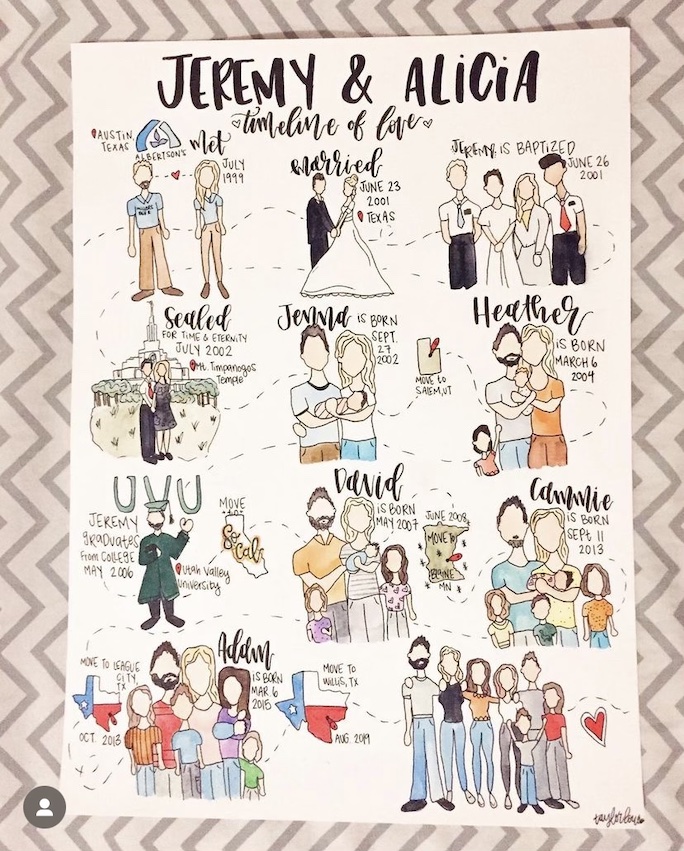 JEREMY & ALiCiA
timeline of love
AUSTIN,
TEXAS
ALBERTSON'S
met
JULY
1999
married
JUNE 23
2001
TEXAS
JEREMY IS BAPTIZED
JUNE 26
2001
Sealed
FOR TIME & ETERNITY
JULY 2002
Mt. Timpanogos
Temple
Jenna is BORN
SEPT.
27
2002
MOVE TO
SALEM, UT
Heather
IS BORN
MARCH 6
2004
UVU
JEREMY
graduates
from COLLEGE
MAY 2006
Utah Valley
University
MOVE
to
So
Cal
David
is BORN
MAY 2007
JUNE 2008
MOVE TO
BLAINE
MN
Cammie
is BORN
SEPT 11
2013
MOVE TO LEAGUE
CITY,
TX
OCT. 2013
Adam
is BORN
MAR. 6
2015
MOVE TO
WILLIS, TX
AUG. 2019